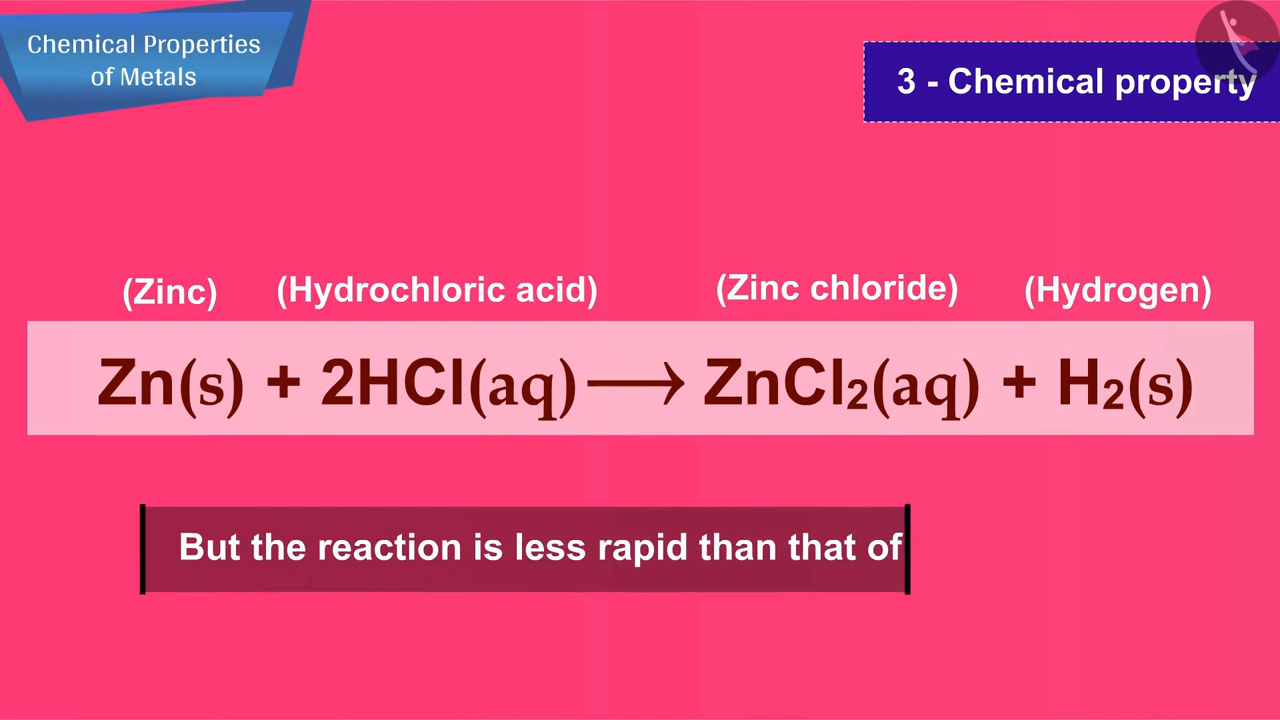 Chemical Properties
of Metals
3 - Chemical property
(Zinc) (Hydrochloric acid) (Zinc chloride) (Hydrogen)
Zn(s) + 2HCl(aq) ⟶ ZnCl₂(aq) + H₂(s)
But the reaction is less rapid than that of